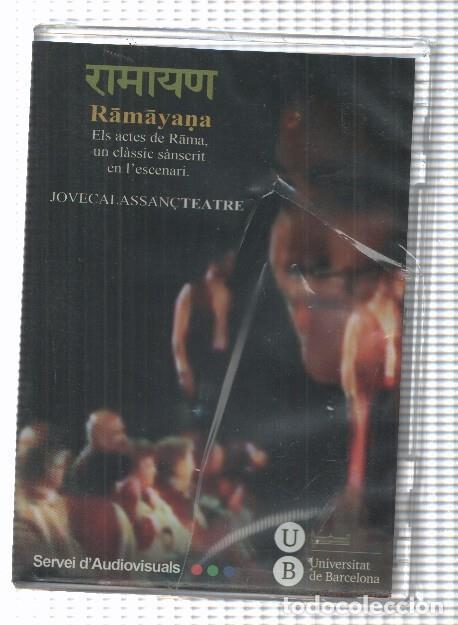 रामायण
Rāmāyaṇa
Els actes de Rāma,
un clàssic sànscrit
en l'escenari.
JOVECALASSANÇTEATRE
Servei d'Audiovisuals
U
B
Universitat
de Barcelona
todocoleccion